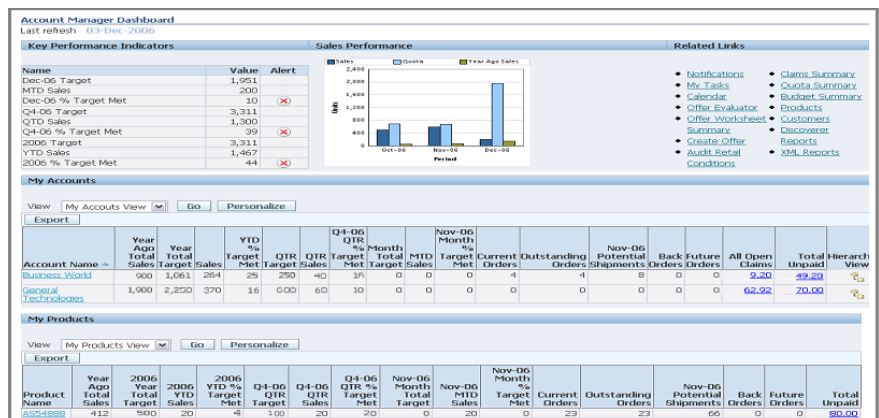 Account Manager Dashboard
Last refresh 03-Dec-2006
Key Performance Indicators
Name Value Alert
Dec-06 Target 1,951
MTD Sales 200
Dec-06 % Target Met 10
Q4-06 Target 3,311
QTD Sales 1,300
Q4-06 % Target Met 39
2006 Target 3,311
YTD Sales 1,467
2006 % Target Met 44
Sales Performance
Sales Quota Year Ago Sales
2,400
2,000
1,600
1,200
800
400
0
Units
Oct-06 Nov-06 Dec-06
Period
Related Links
Notifications
My Tasks
Calendar
Offer Evaluator
Offer Worksheet
Summary
Create Offer
Audit Retail
Conditions
Claims Summary
Quota Summary
Budget Summary
Products
Customers
Discoverer
Reports
XML Reports
My Accounts
View My Accouts View Go Personalize
Export
Account Name
Year Ago Total Sales
Year Total Target
Sales
YTD % Target Met
QTR Target
QTR Sales
Q4-06 QTR % Target Met
Month Total Target
MTD Sales
Nov-06 Month % Target Met
Current Orders
Outstanding Orders
Nov-06 Potential Shipments
Back Orders
Future Orders
All Open Claims
Total Unpaid
Hierarch View
Business World 900 1,061 264 25 250 40 16 0 0 0 4 4 8 0 0 9.20 49.20
General Technologies 1,900 2,250 370 16 600 60 10 0 0 0 0 0 0 0 0 62.92 70.00
My Products
View My Products View Go Personalize
Export
Product Name
Year Ago Total Sales
2006 Year Total Target
2006 YTD Sales
2006 YTD % Target Met
Q4-06 QTR Target
Q4-06 QTR Sales
Q4-06 QTR % Target Met
Nov-06 Month Total Target
Nov-06 MTD Sales
Nov-06 Month % Target Met
Current Orders
Outstanding Orders
Nov-06 Potential Shipments
Back Orders
Future Orders
Total Unpaid
AS54888 412 500 20 4 100 20 20 0 20 0 23 23 66 0 0 80.00